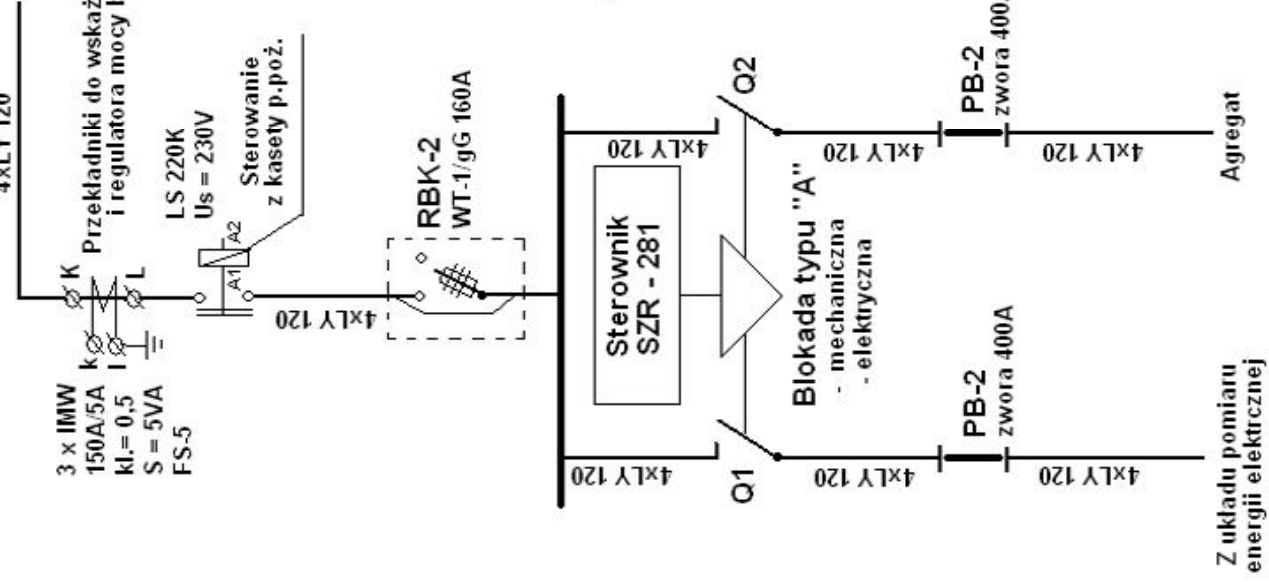 4xLY 120
Przekładniki do wskaź
i regulatora mocy
K
L
k
l
3 x IMW
150A/5A
kl.= 0,5
S = 5VA
FS-5
LS 220K
Us = 230V
A1
A2
Sterowanie
z kasety p.poż.
4xLY 120
RBK-2
WT-1/gG 160A
4xLY 120
4xLY 120
Sterownik
SZR - 281
Q1
Q2
Blokada typu "A"
- mechaniczna
- elektryczna
4xLY 120
4xLY 120
PB-2
zwora 400A
PB-2
zwora 400A
4xLY 120
4xLY 120
Z układu pomiaru
energii elektrcznej
Agregat